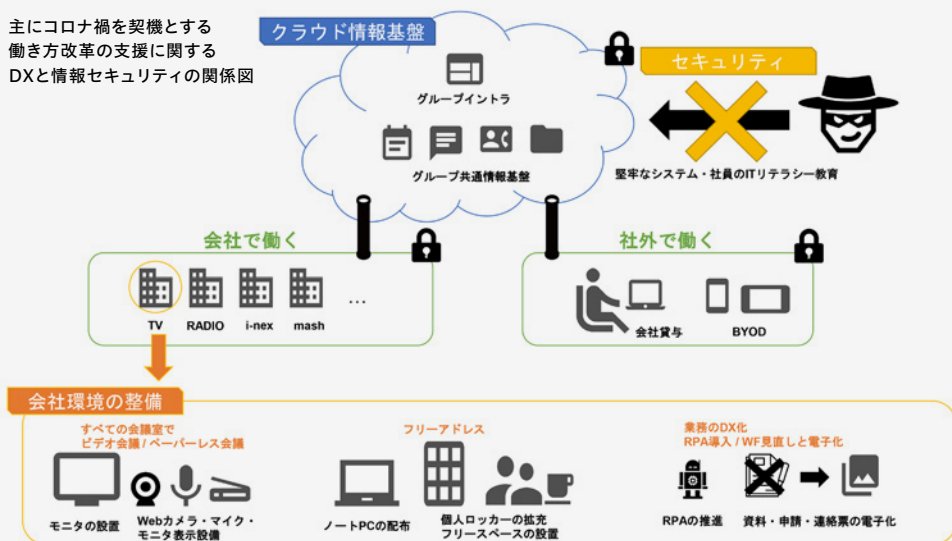 主にコロナ禍を契機とする
働き方改革の支援に関する
DXと情報セキュリティの関係図
クラウド情報基盤
グループイントラ
グループ共通情報基盤
セキュリティ
堅牢なシステム・社員のITリテラシー教育
会社で働く
TV
RADIO
i-nex
mash
…
社外で働く
会社貸与
BYOD
会社環境の整備
すべての会議室で
ビデオ会議/ペーパーレス会議
モニタの設置
Webカメラ・マイク・
モニタ表示設備
フリーアドレス
ノートPCの配布
個人ロッカーの拡充
フリースペースの設置
業務のDX化
RPA導入/WF見直しと電子化
RPAの推進
資料・申請・連絡票の電子化